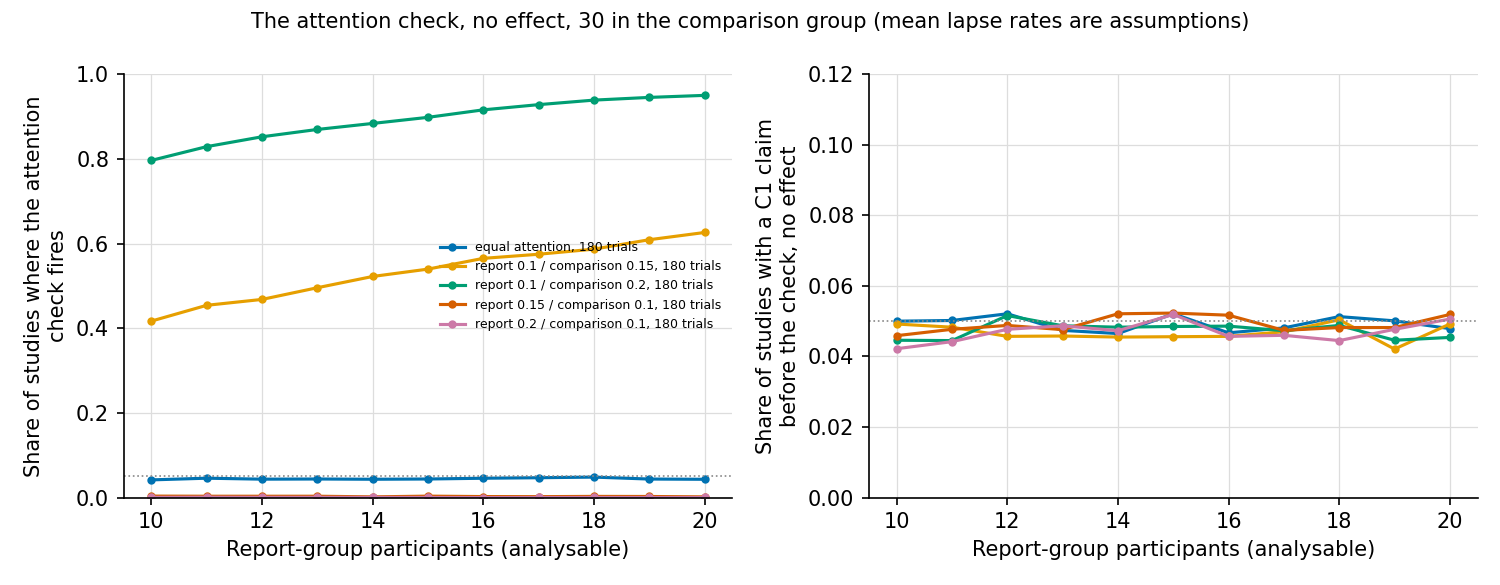 The attention check, no effect, 30 in the comparison group (mean lapse rates are assumptions)
Share of studies where the attention
check fires
1.0
0.8
0.6
0.4
0.2
0.0
equal attention, 180 trials
report 0.1 / comparison 0.15, 180 trials
report 0.1 / comparison 0.2, 180 trials
report 0.15 / comparison 0.1, 180 trials
report 0.2 / comparison 0.1, 180 trials
10 12 14 16 18 20
Report-group participants (analysable)
Share of studies with a C1 claim
before the check, no effect
0.12
0.10
0.08
0.06
0.04
0.02
0.00
10 12 14 16 18 20
Report-group participants (analysable)